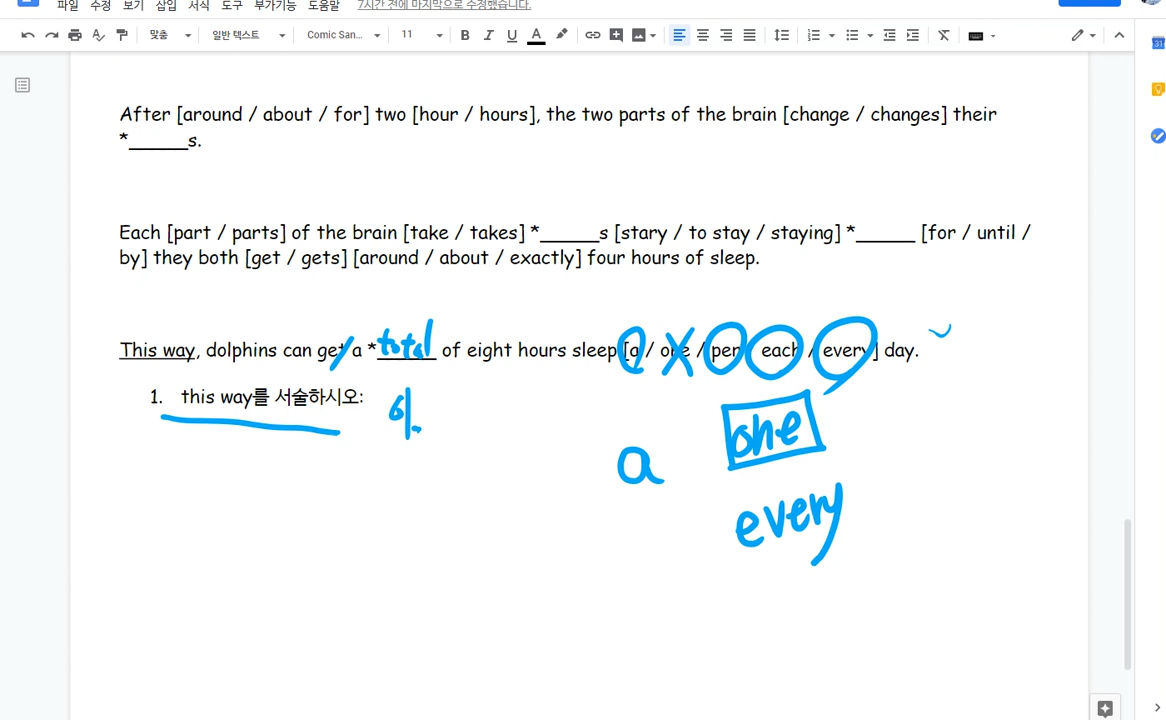 파일 수정 보기 삽입 서식 도구 부가기능 도움말 7시간 전에 마지막으로 수정했습니다.
맞춤 일반 텍스트 Comic San... 11
After [around / about / for] two [hour / hours], the two parts of the brain [change / changes] their
*______s.
Each [part / parts] of the brain [take / takes] *______s [stary / to stay / staying] *______ [for / until /
by] they both [get / gets] [around / about / exactly] four hours of sleep.
total
This way, dolphins can get a *______ of eight hours sleep [a / one / per / each / every] day.
1. this way를 서술하시오:
one
a
every
31